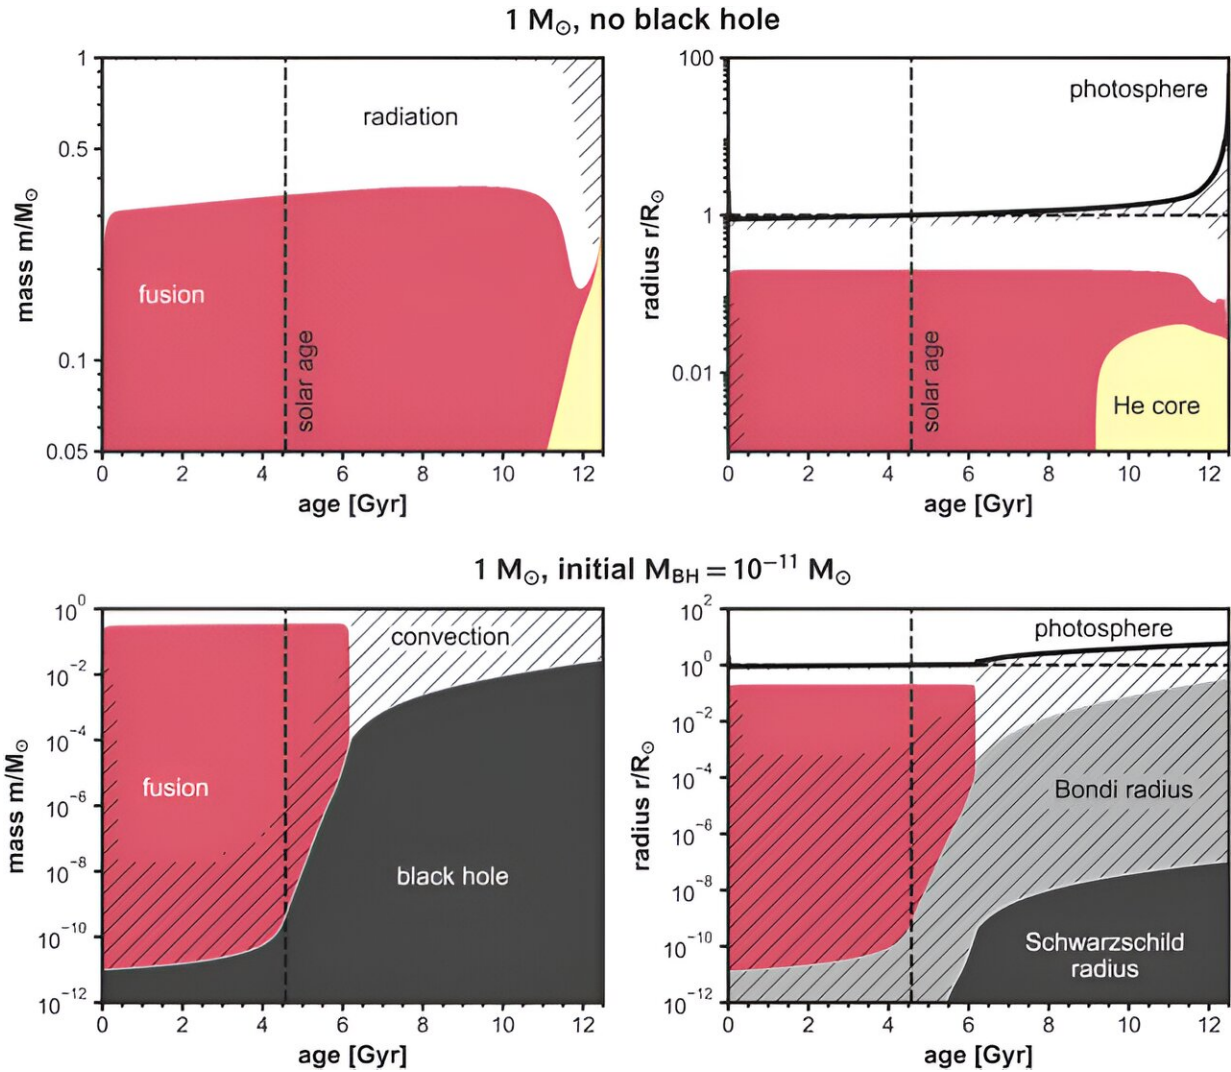 1 M☉, no black hole
1
0.5
0.1
0.05
mass m/M☉
radiation
fusion
solar age
0 2 4 6 8 10 12
age [Gyr]
100
1
0.01
radius r/R☉
photosphere
solar age
He core
0 2 4 6 8 10 12
age [Gyr]
1 M☉, initial M_BH = 10⁻¹¹ M☉
10⁰
10⁻²
10⁻⁴
10⁻⁶
10⁻⁸
10⁻¹⁰
10⁻¹²
mass m/M☉
convection
fusion
black hole
0 2 4 6 8 10 12
age [Gyr]
10²
10⁰
10⁻²
10⁻⁴
10⁻⁶
10⁻⁸
10⁻¹⁰
10⁻¹²
radius r/R☉
photosphere
Bondi radius
Schwarzschild
radius
0 2 4 6 8 10 12
age [Gyr]